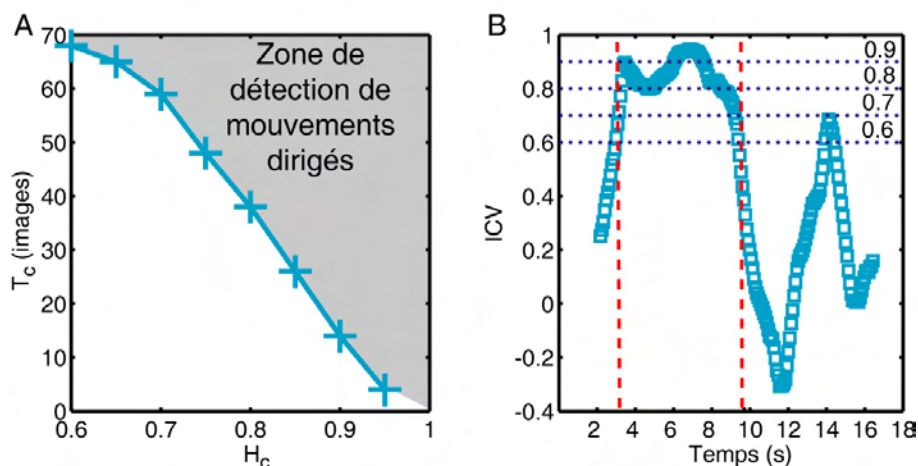 A
70
60
50
40
30
20
10
0
T_c (images)
Zone de
détection de
mouvements
dirigés
0.6 0.7 0.8 0.9 1
H_c
B
1
0.8
0.6
0.4
0.2
0
-0.2
-0.4
ICV
0.9
0.8
0.7
0.6
2 4 6 8 10 12 14 16 18
Temps (s)